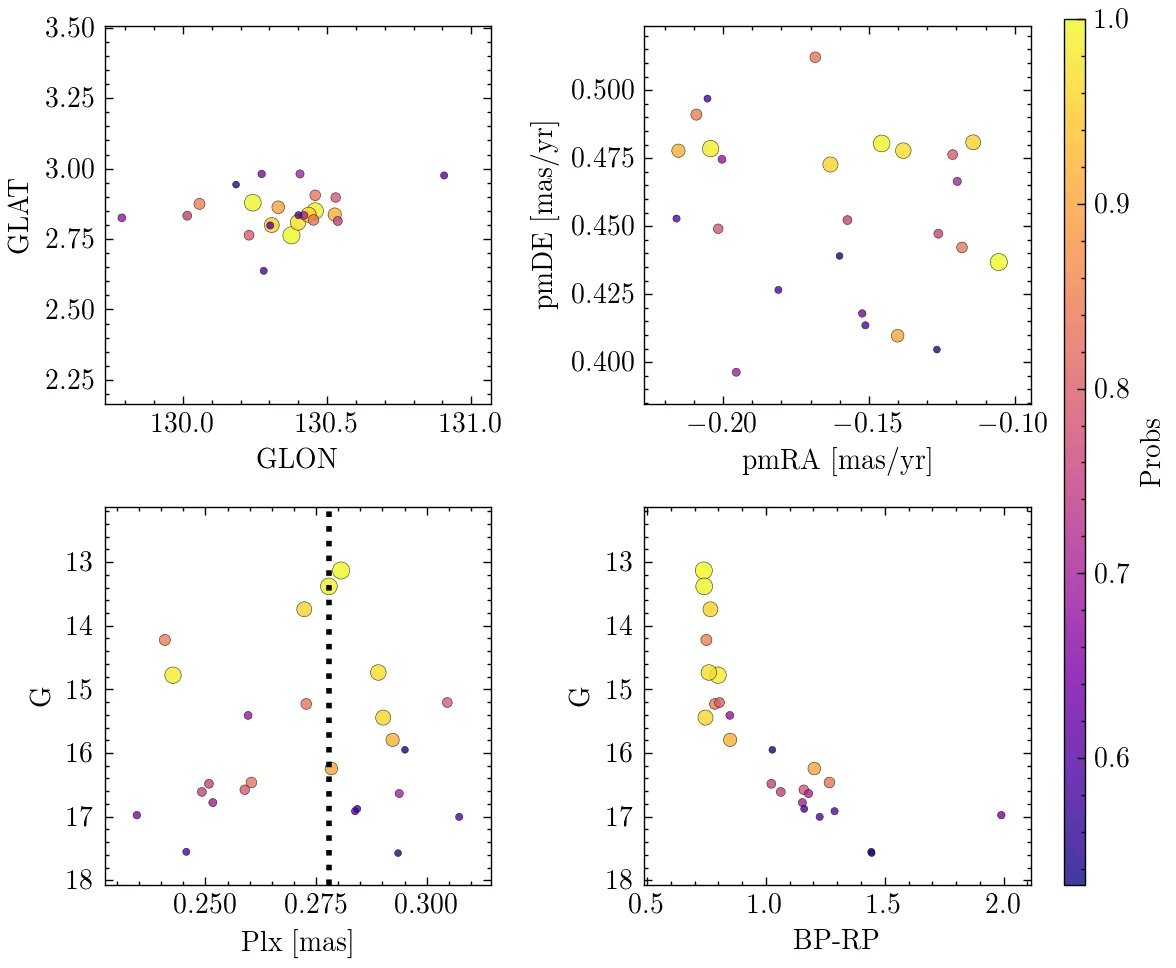 3.50
3.25
3.00
2.75
2.50
2.25
GLAT
130.0 130.5 131.0
GLON
0.500
0.475
0.450
0.425
0.400
pmDE [mas/yr]
−0.20 −0.15 −0.10
pmRA [mas/yr]
13
14
15
16
17
18
G
0.250 0.275 0.300
Plx [mas]
13
14
15
16
17
18
G
0.5 1.0 1.5 2.0
BP-RP
1.0
0.9
0.8
0.7
0.6
Probs